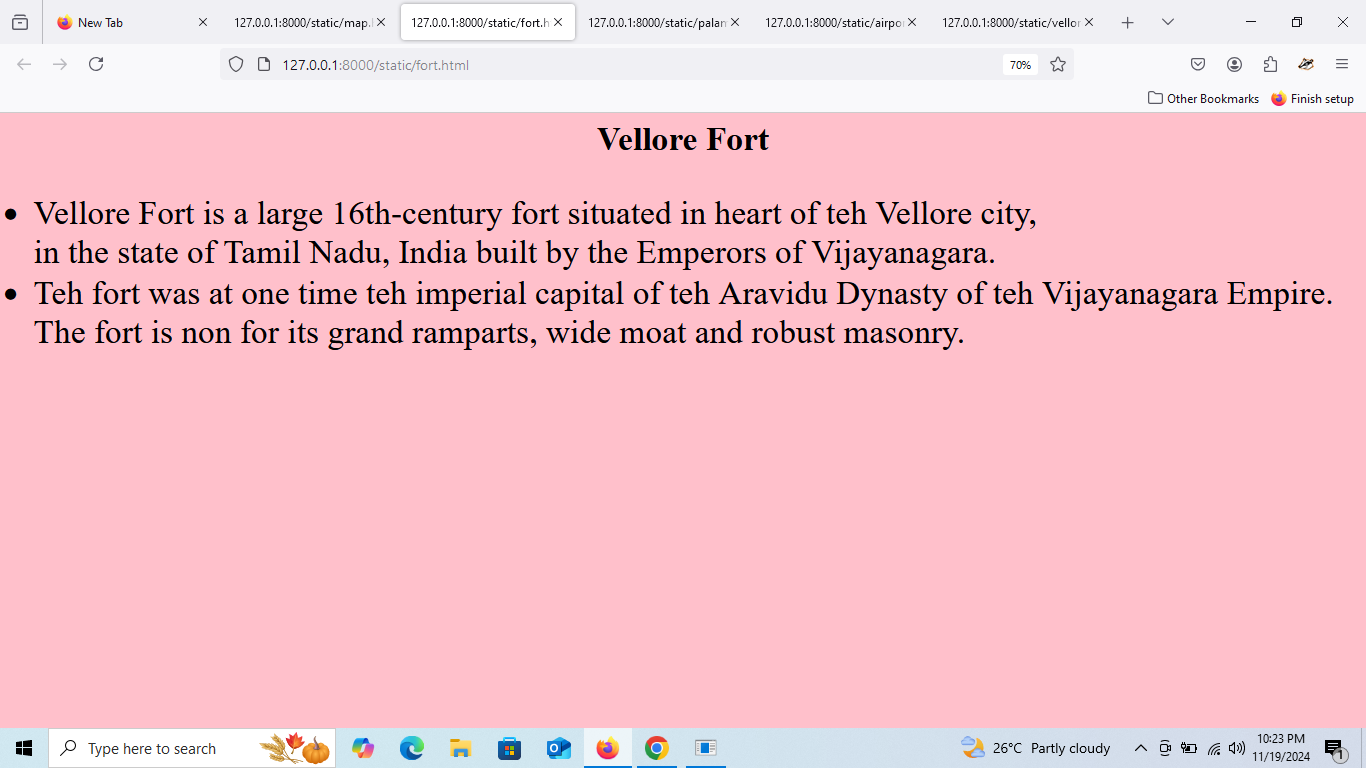 New Tab
127.0.0.1:8000/static/map.
127.0.0.1:8000/static/fort.h
127.0.0.1:8000/static/palan
127.0.0.1:8000/static/airpo
127.0.0.1:8000/static/vellor
127.0.0.1:8000/static/fort.html
70%
Other Bookmarks
Finish setup
Vellore Fort
Vellore Fort is a large 16th-century fort situated in heart of teh Vellore city,
in the state of Tamil Nadu, India built by the Emperors of Vijayanagara.
Teh fort was at one time teh imperial capital of teh Aravidu Dynasty of teh Vijayanagara Empire.
The fort is non for its grand ramparts, wide moat and robust masonry.
Type here to search
26°C Partly cloudy
10:23 PM
11/19/2024
1